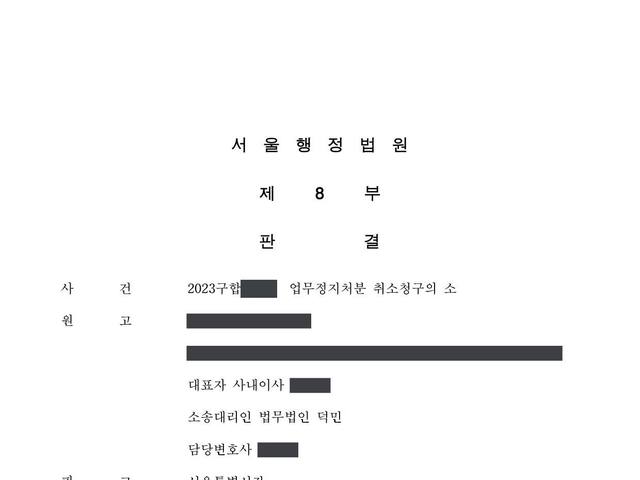 서 울 행 정 법 원
제 8 부
판 결
사 건 2023구합 업무정지처분 취소청구의 소
원 고
대표자 사내이사
소송대리인 법무법인 덕민
담당변호사